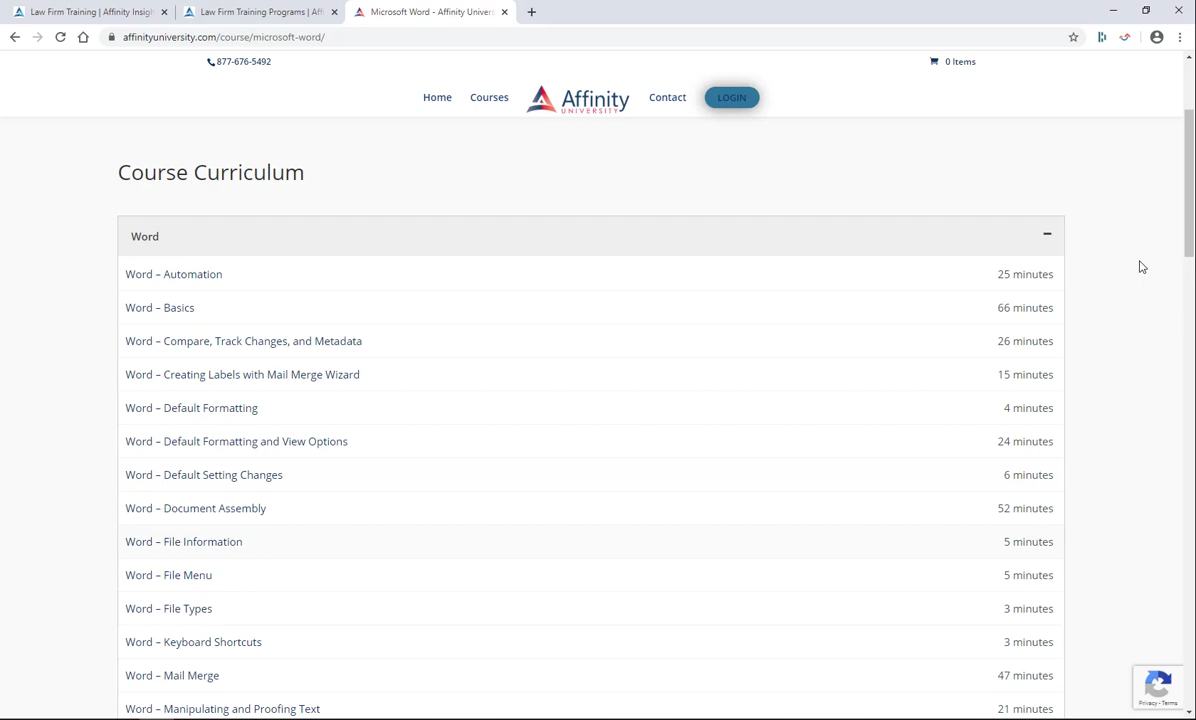 Law Firm Training | Affinity Insigh
Law Firm Training Programs | Affi
Microsoft Word - Affinity Univers
affinityuniversity.com/course/microsoft-word/
877-676-5492
0 Items
Home
Courses
Affinity
UNIVERSITY
Contact
LOGIN
Course Curriculum
Word
Word – Automation 25 minutes
Word – Basics 66 minutes
Word – Compare, Track Changes, and Metadata 26 minutes
Word – Creating Labels with Mail Merge Wizard 15 minutes
Word – Default Formatting 4 minutes
Word – Default Formatting and View Options 24 minutes
Word – Default Setting Changes 6 minutes
Word – Document Assembly 52 minutes
Word – File Information 5 minutes
Word – File Menu 5 minutes
Word – File Types 3 minutes
Word – Keyboard Shortcuts 3 minutes
Word – Mail Merge 47 minutes
Word – Manipulating and Proofing Text 21 minutes
Privacy - Terms